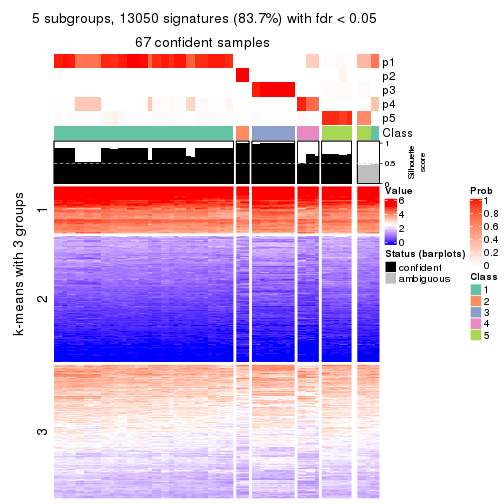 5 subgroups, 13050 signatures (83.7%) with fdr < 0.05
67 confident samples
p1
p2
p3
p4
p5
Class
1
0.5
0
Silhouette
score
k-means with 3 groups
1
2
3
Value
6
4
2
0
Status (barplots)
confident
ambiguous
Prob
1
0.8
0.6
0.4
0.2
0
Class
1
2
3
4
5